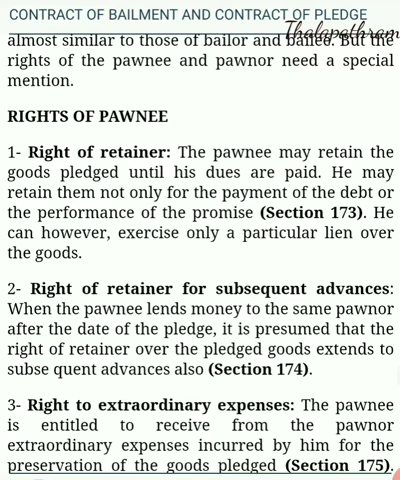 CONTRACT OF BAILMENT AND CONTRACT OF PLEDGE
Thalapathram
almost similar to those of bailor and bailee. But the
rights of the pawnee and pawnor need a special
mention.
RIGHTS OF PAWNEE
1- Right of retainer: The pawnee may retain the
goods pledged until his dues are paid. He may
retain them not only for the payment of the debt or
the performance of the promise (Section 173). He
can however, exercise only a particular lien over
the goods.
2- Right of retainer for subsequent advances:
When the pawnee lends money to the same pawnor
after the date of the pledge, it is presumed that the
right of retainer over the pledged goods extends to
subse quent advances also (Section 174).
3- Right to extraordinary expenses: The pawnee
is entitled to receive from the pawnor
extraordinary expenses incurred by him for the
preservation of the goods pledged (Section 175).